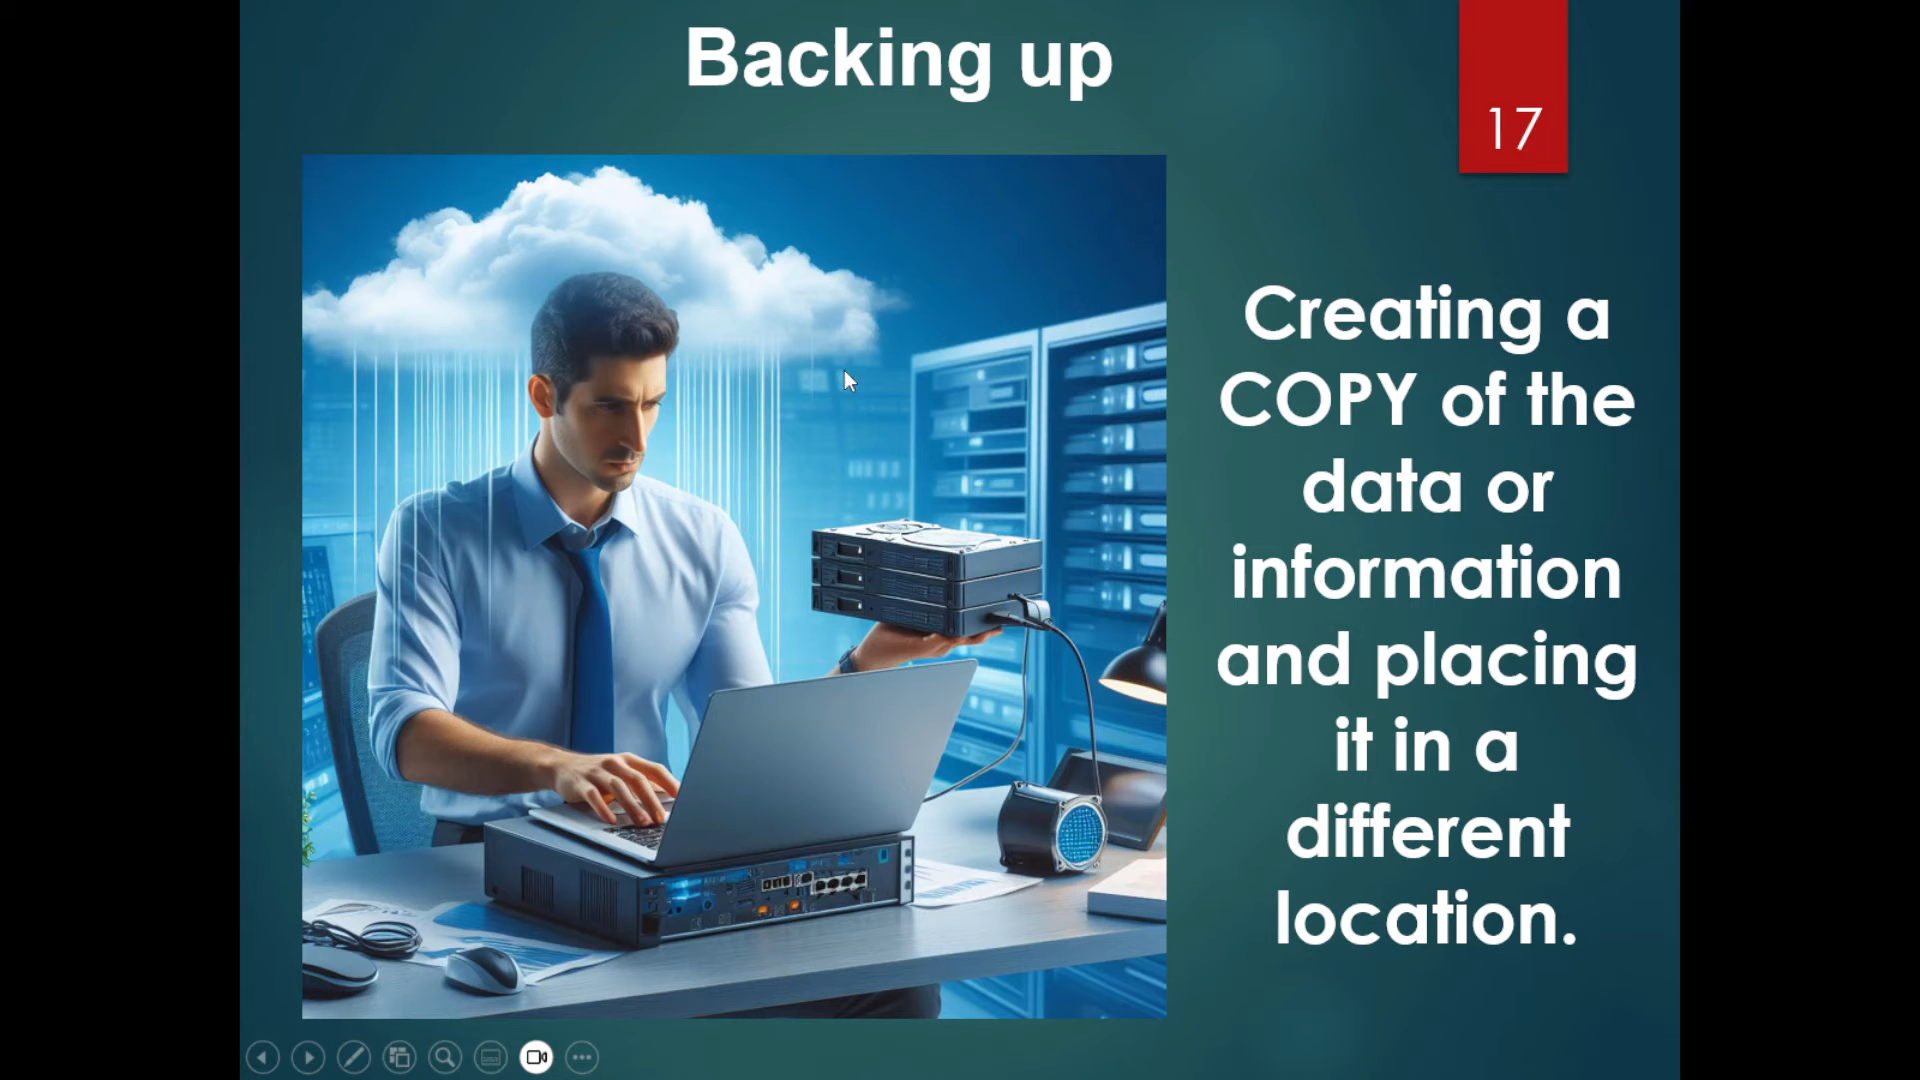 Backing up
17
Creating a
COPY of the
data or
information
and placing
it in a
different
location.